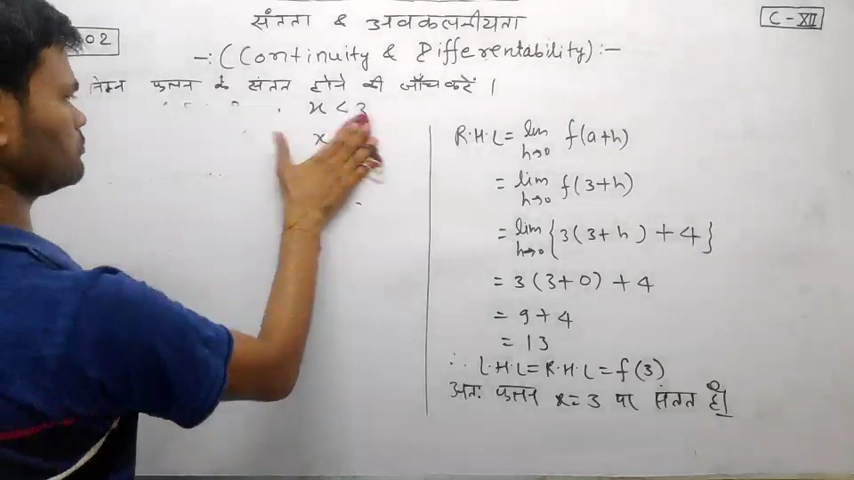 संतता & अवकलनीयता
C-XII
02
-:(Continuity & Differentability):-
निम्न फलन के संतत होने की जाँच करें ।
x < 3
x
R.H.L = lim h→0 f(a+h)
= lim h→0 f(3+h)
= lim h→0 {3(3+h) + 4}
= 3(3+0) + 4
= 9 + 4
= 13
∴ L.H.L = R.H.L = f(3)
अतः फलन x=3 पर संतत है|